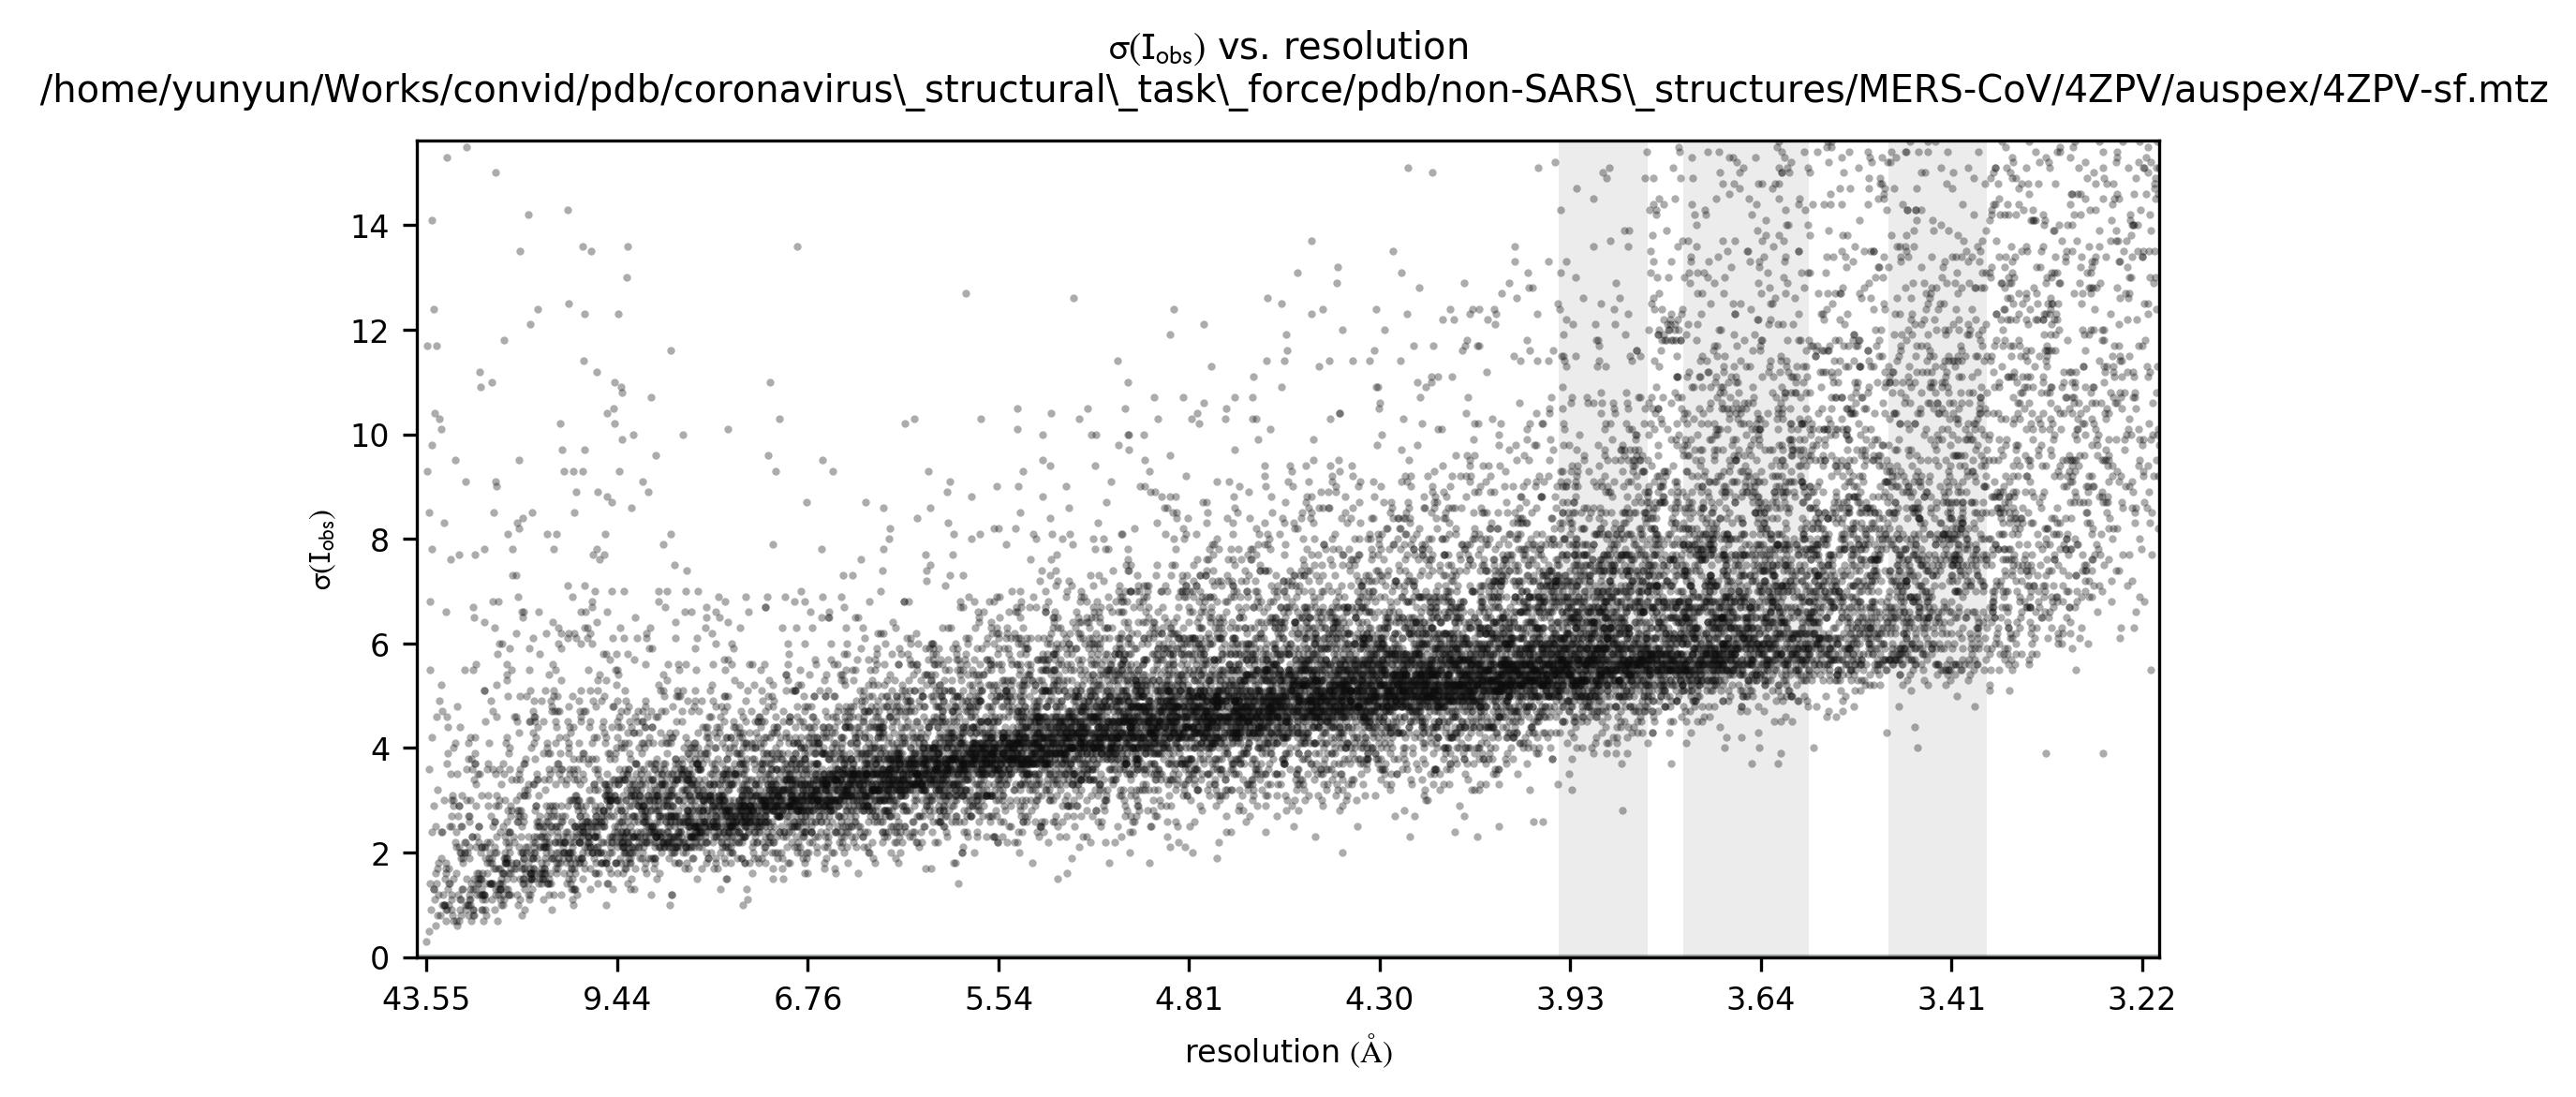 σ(Iobs) vs. resolution
/home/yunyun/Works/convid/pdb/coronavirus\_structural\_task\_force/pdb/non-SARS\_structures/MERS-CoV/4ZPV/auspex/4ZPV-sf.mtz
14
12
10
8
6
4
2
0
σ(Iobs)
43.55 9.44 6.76 5.54 4.81 4.30 3.93 3.64 3.41 3.22
resolution (Å)